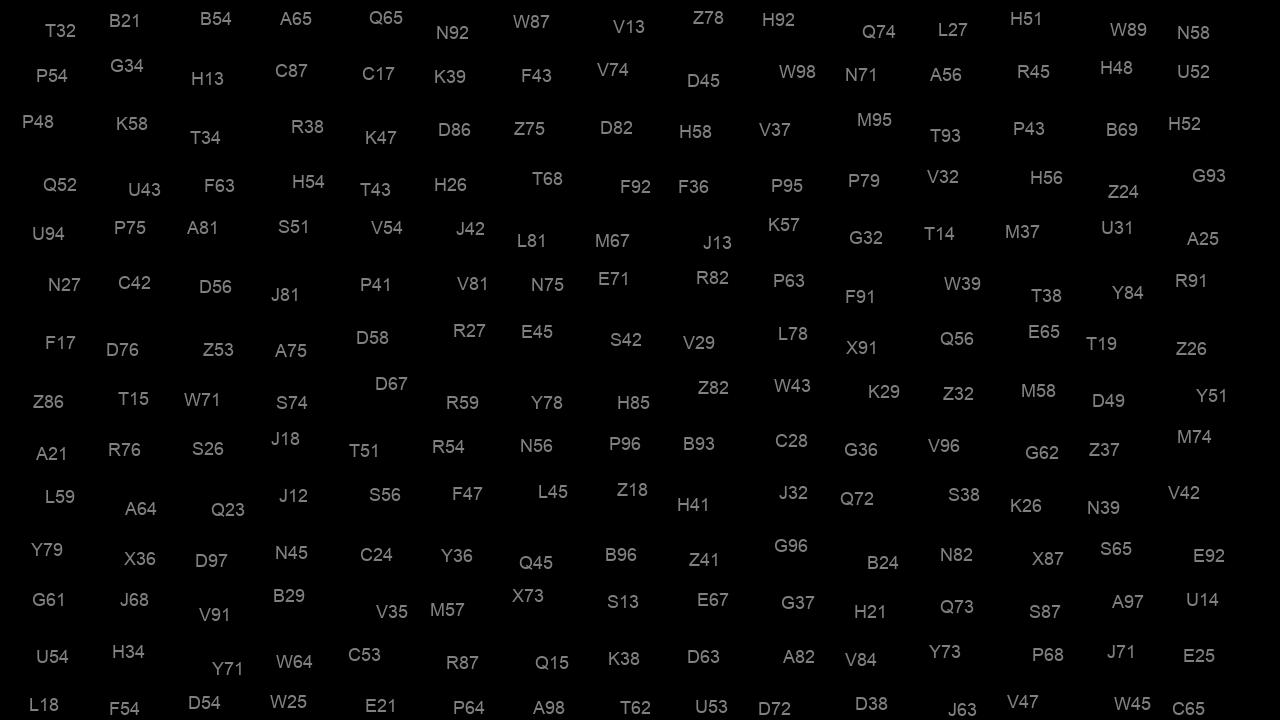 T32 B21 B54 A65 Q65 N92 W87 V13 Z78 H92 Q74 L27 H51 W89 N58
P54 G34 H13 C87 C17 K39 F43 V74 D45 W98 N71 A56 R45 H48 U52
P48 K58 T34 R38 K47 D86 Z75 D82 H58 V37 M95 T93 P43 B69 H52
Q52 U43 F63 H54 T43 H26 T68 F92 F36 P95 P79 V32 H56 Z24 G93
U94 P75 A81 S51 V54 J42 L81 M67 J13 K57 G32 T14 M37 U31 A25
N27 C42 D56 J81 P41 V81 N75 E71 R82 P63 F91 W39 T38 Y84 R91
F17 D76 Z53 A75 D58 R27 E45 S42 V29 L78 X91 Q56 E65 T19 Z26
Z86 T15 W71 S74 D67 R59 Y78 H85 Z82 W43 K29 Z32 M58 D49 Y51
A21 R76 S26 J18 T51 R54 N56 P96 B93 C28 G36 V96 G62 Z37 M74
L59 A64 Q23 J12 S56 F47 L45 Z18 H41 J32 Q72 S38 K26 N39 V42
Y79 X36 D97 N45 C24 Y36 Q45 B96 Z41 G96 B24 N82 X87 S65 E92
G61 J68 V91 B29 V35 M57 X73 S13 E67 G37 H21 Q73 S87 A97 U14
U54 H34 Y71 W64 C53 R87 Q15 K38 D63 A82 V84 Y73 P68 J71 E25
L18 F54 D54 W25 E21 P64 A98 T62 U53 D72 D38 J63 V47 W45 C65